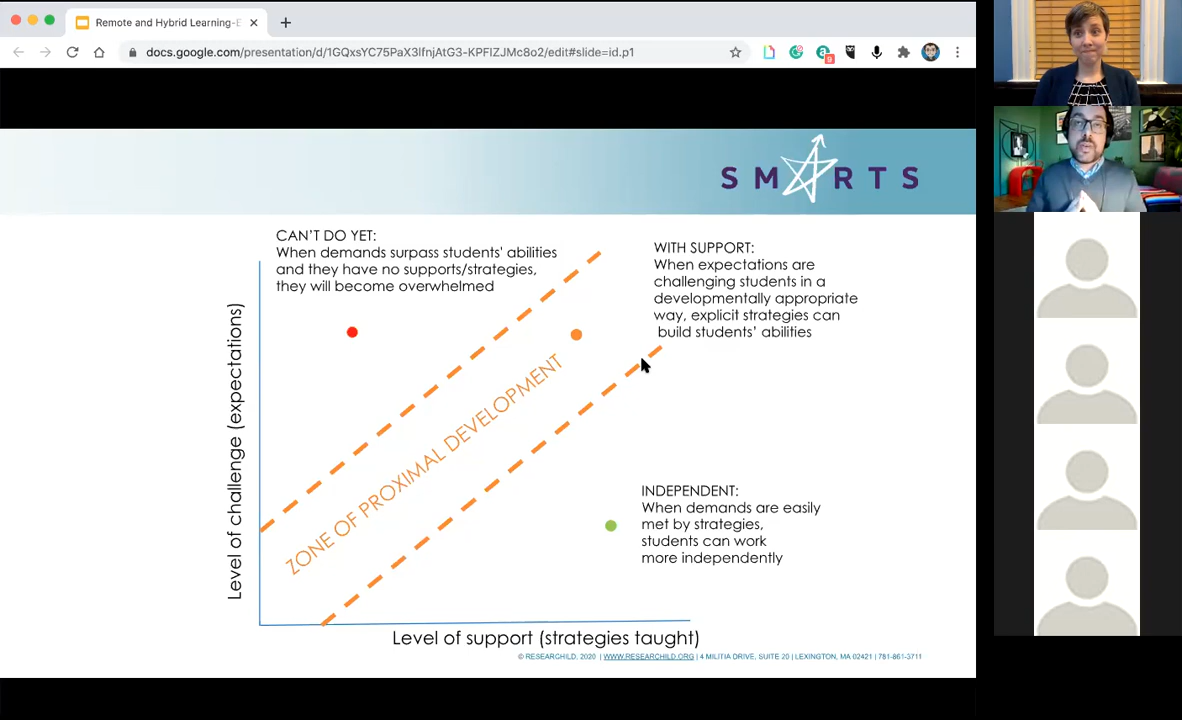 Remote and Hybrid Learning-E
docs.google.com/presentation/d/1GQxsYC75PaX3lfnjAtG3-KPFIZJMc8o2/edit#slide=id.p1
SMARTS
CAN'T DO YET:
When demands surpass students' abilities
and they have no supports/strategies,
they will become overwhelmed
WITH SUPPORT:
When expectations are
challenging students in a
developmentally appropriate
way, explicit strategies can
build students' abilities
Level of challenge (expectations)
ZONE OF PROXIMAL DEVELOPMENT
INDEPENDENT:
When demands are easily
met by strategies,
students can work
more independently
Level of support (strategies taught)
© RESEARCHILD, 2020 | WWW.RESEARCHILD.ORG | 4 MILITIA DRIVE, SUITE 20 | LEXINGTON, MA 02421 | 781-861-3711